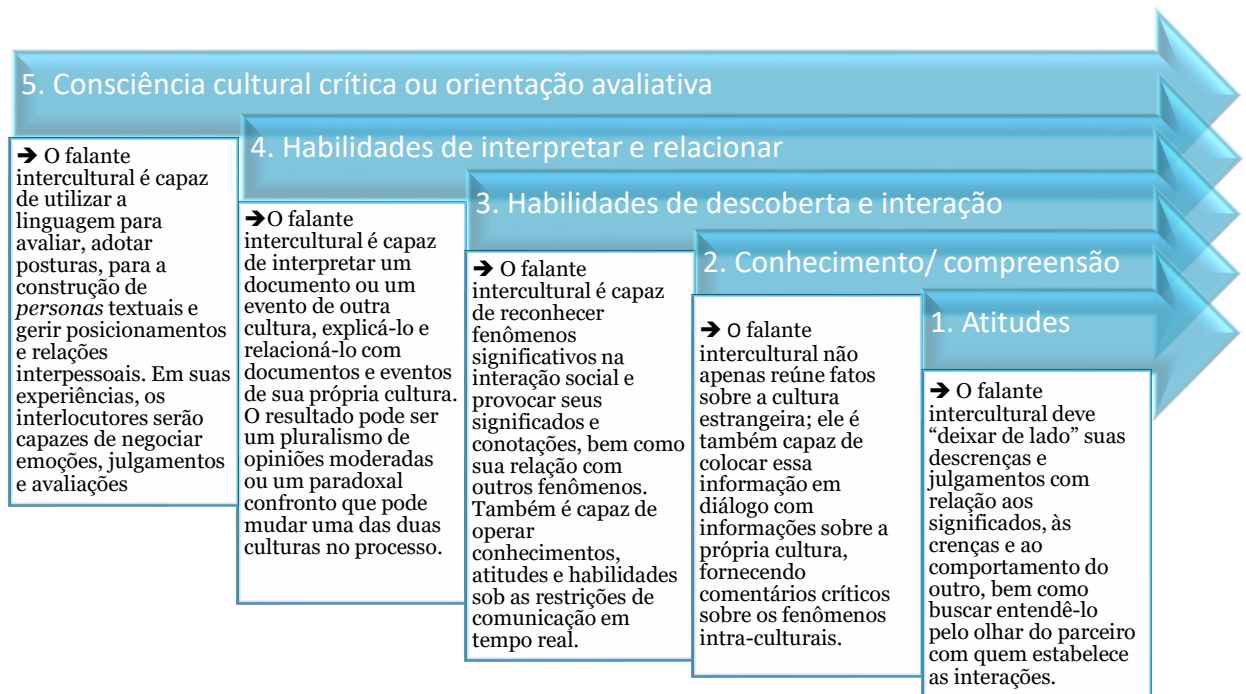 5. Consciência cultural crítica ou orientação avaliativa
➔ O falante
intercultural é capaz
de utilizar a
linguagem para
avaliar, adotar
posturas, para a
construção de
personas textuais e
gerir posicionamentos
e relações
interpessoais. Em suas
experiências, os
interlocutores serão
capazes de negociar
emoções, julgamentos
e avaliações
4. Habilidades de interpretar e relacionar
➔O falante
intercultural é capaz
de interpretar um
documento ou um
evento de outra
cultura, explicá-lo e
relacioná-lo com
documentos e eventos
de sua própria cultura.
O resultado pode ser
um pluralismo de
opiniões moderadas
ou um paradoxal
confronto que pode
mudar uma das duas
culturas no processo.
3. Habilidades de descoberta e interação
➔ O falante
intercultural é capaz
de reconhecer
fenômenos
significativos na
interação social e
provocar seus
significados e
conotações, bem como
sua relação com
outros fenômenos.
Também é capaz de
operar
conhecimentos,
atitudes e habilidades
sob as restrições de
comunicação em
tempo real.
2. Conhecimento/ compreensão
➔ O falante
intercultural não
apenas reúne fatos
sobre a cultura
estrangeira; ele é
também capaz de
colocar essa
informação em
diálogo com
informações sobre a
própria cultura,
fornecendo
comentários críticos
sobre os fenômenos
intra-culturais.
1. Atitudes
➔ O falante
intercultural deve
“deixar de lado” suas
descrenças e
julgamentos com
relação aos
significados, às
crenças e ao
comportamento do
outro, bem como
buscar entendê-lo
pelo olhar do parceiro
com quem estabelece
as interações.